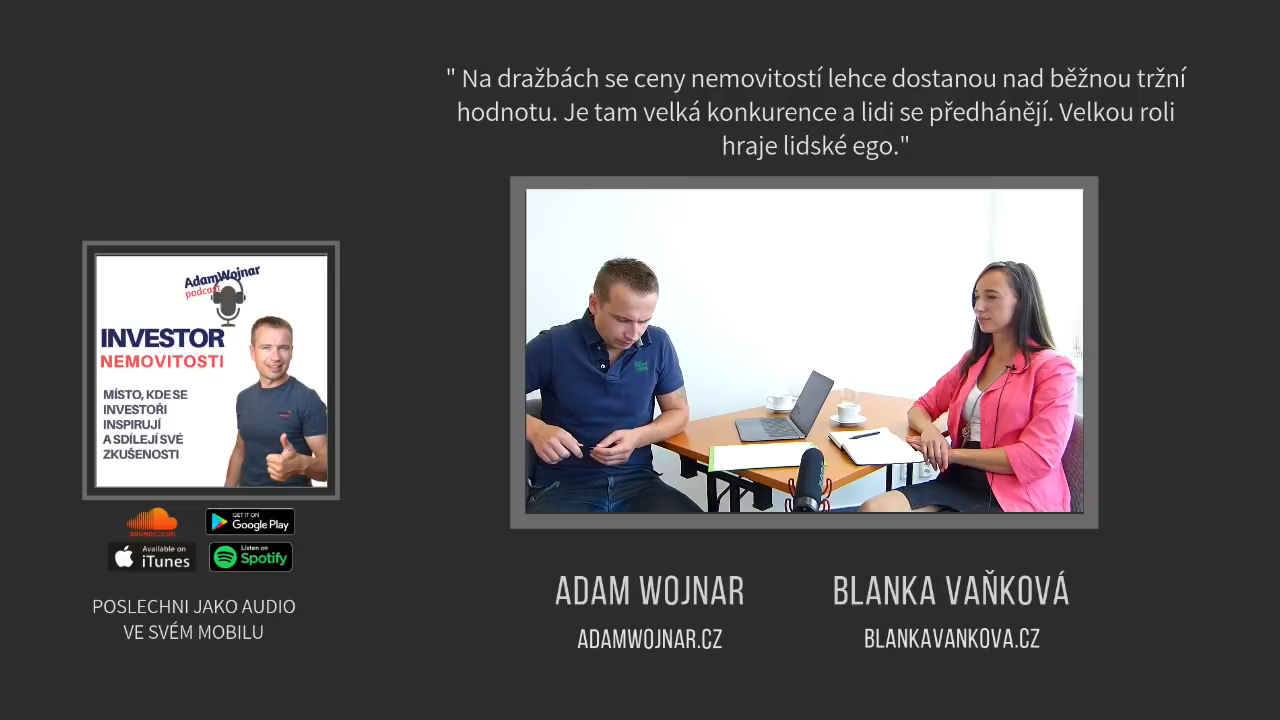 " Na dražbách se ceny nemovitostí lehce dostanou nad běžnou tržní
hodnotu. Je tam velká konkurence a lidi se předhánějí. Velkou roli
hraje lidské ego."
AdamWojnar
podcast
INVESTOR
NEMOVITOSTI
MÍSTO, KDE SE
INVESTOŘI
INSPIRUJÍ
A SDÍLEJÍ SVÉ
ZKUŠENOSTI
SOUNDCLOUD
GET IT ON
Google Play
Available on
iTunes
Listen on
Spotify
POSLECHNI JAKO AUDIO
VE SVÉM MOBILU
ADAM WOJNAR
ADAMWOJNAR.CZ
BLANKA VAŇKOVÁ
BLANKAVANKOVA.CZ